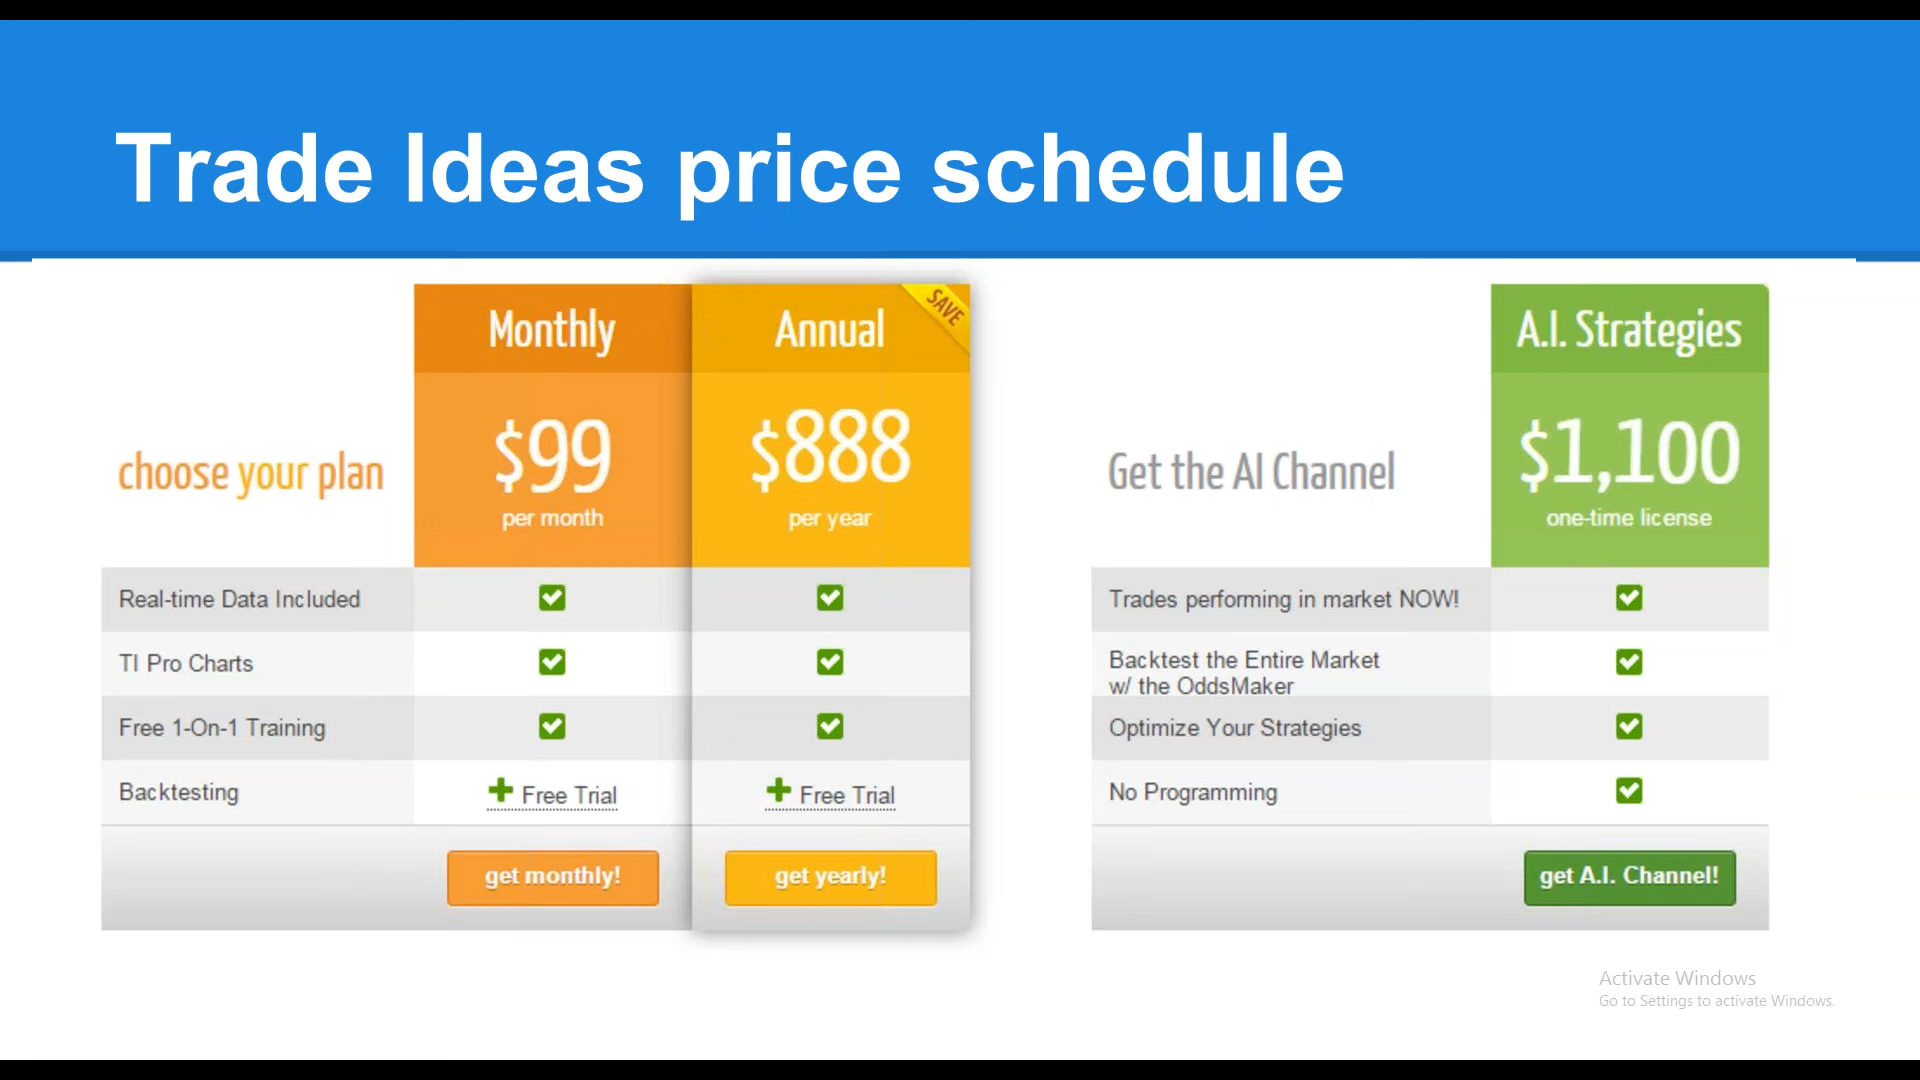 Trade Ideas price schedule
Monthly
Annual
SAVE
choose your plan
$99
per month
$888
per year
Real-time Data Included
TI Pro Charts
Free 1-On-1 Training
Backtesting
Free Trial
Free Trial
get monthly!
get yearly!
A.I. Strategies
Get the AI Channel
$1,100
one-time license
Trades performing in market NOW!
Backtest the Entire Market
w/ the OddsMaker
Optimize Your Strategies
No Programming
get A.I. Channel!
Activate Windows
Go to Settings to activate Windows.